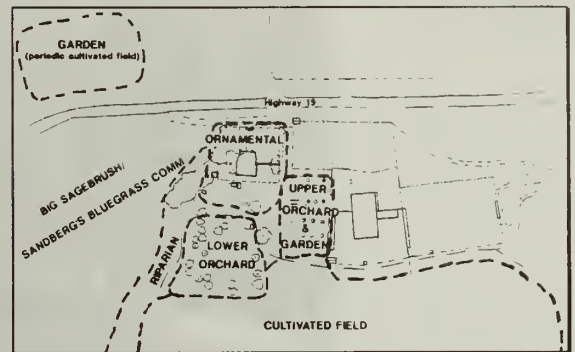 GARDEN
(periodic cultivated field)
Highway 19
ORNAMENTAL
BIG SAGEBRUSH/
SANDBERG'S BLUEGRASS COMM
UPPER
ORCHARD
&
GARDEN
RIPARIAN
LOWER
ORCHARD
CULTIVATED FIELD